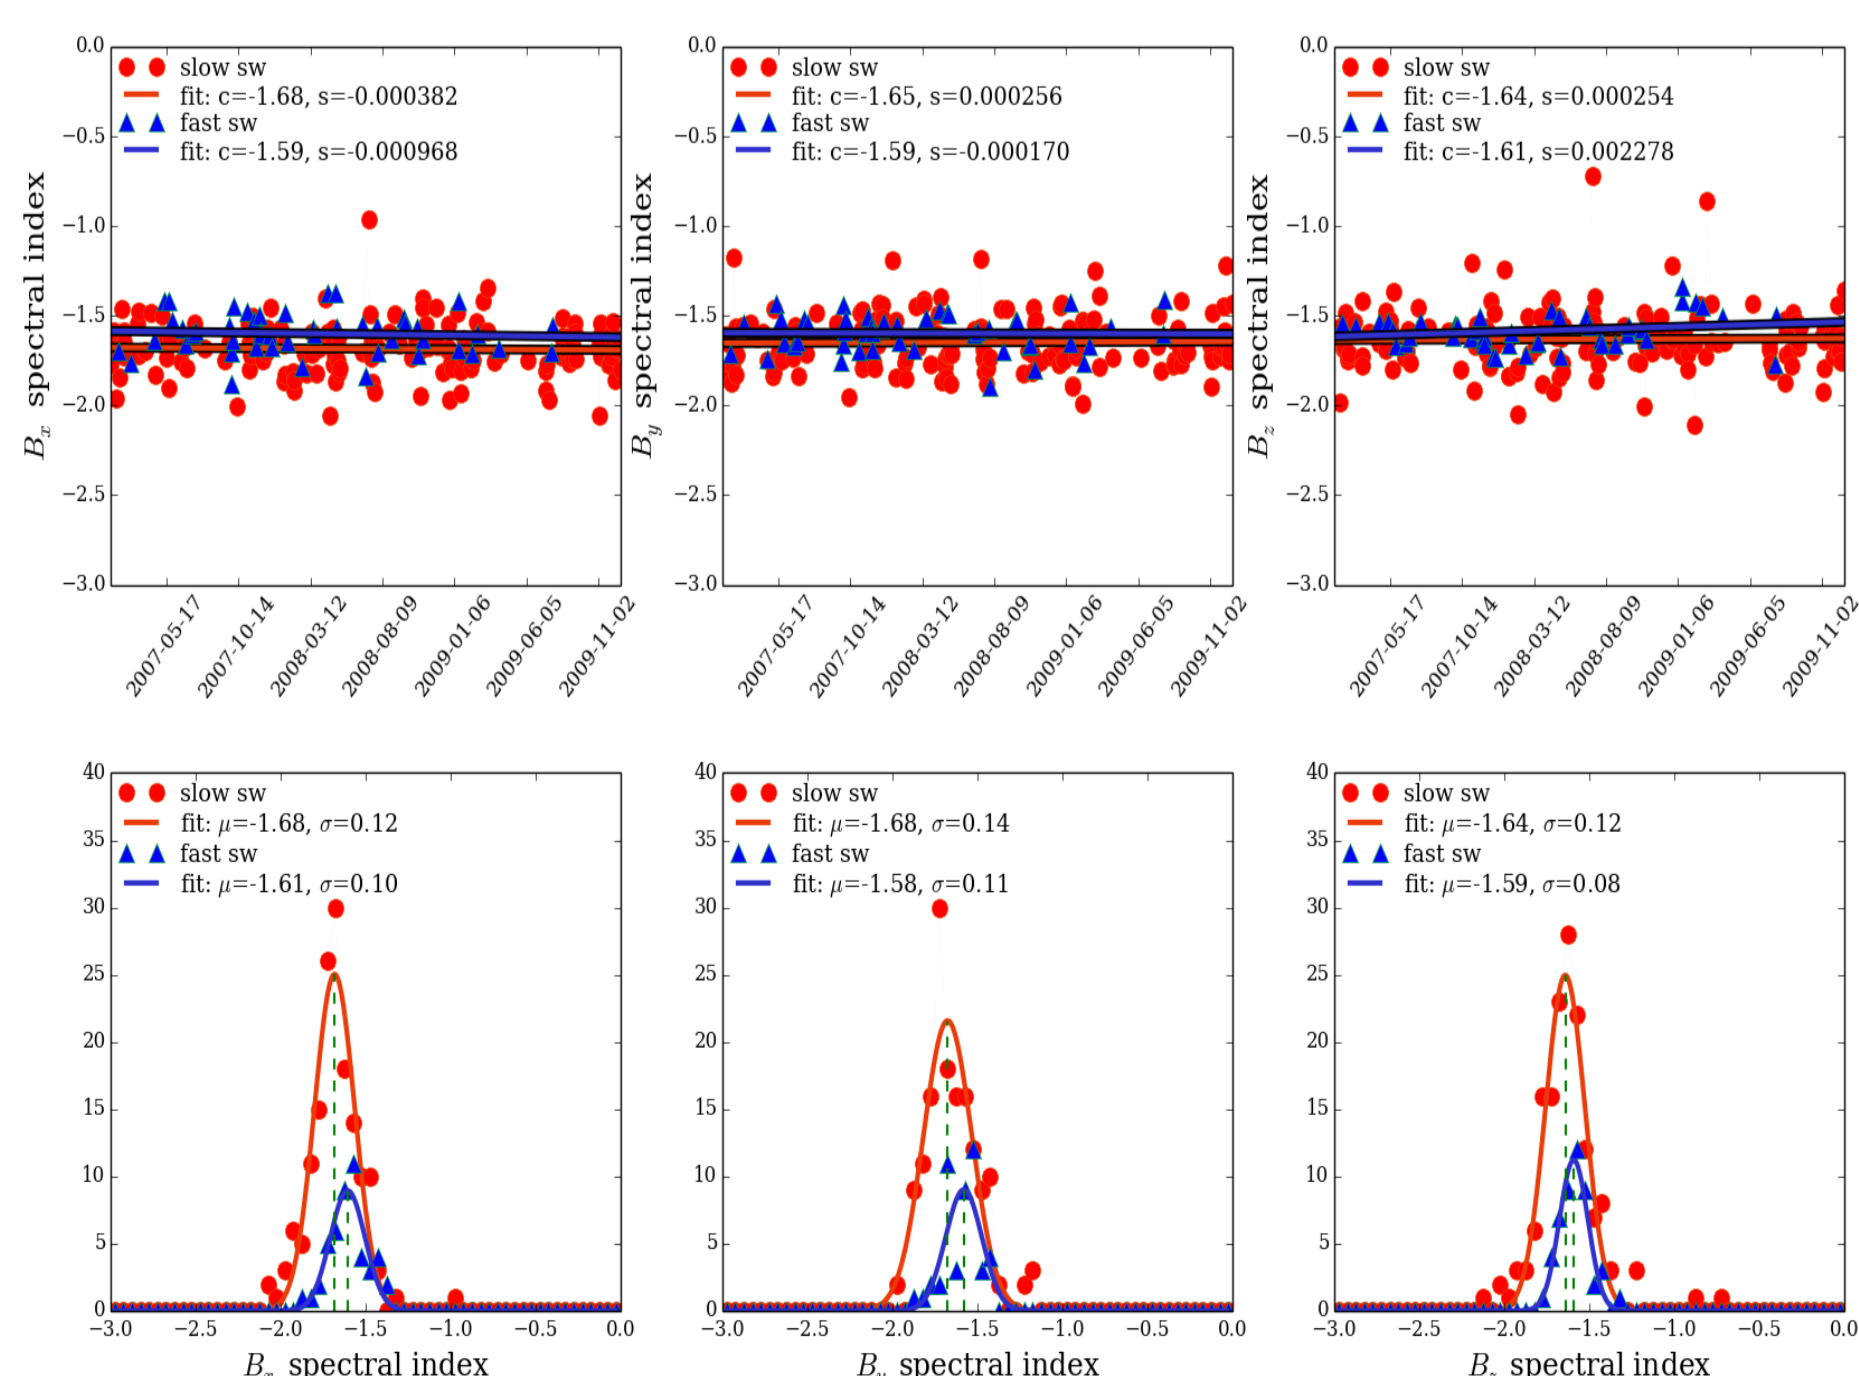 0.0
−0.5
−1.0
−1.5
−2.0
−2.5
−3.0
B_x spectral index
slow sw
fit: c=-1.68, s=-0.000382
fast sw
fit: c=-1.59, s=-0.000968
2007-05-17
2007-10-14
2008-03-12
2008-08-09
2009-01-06
2009-06-05
2009-11-02
0.0
−0.5
−1.0
−1.5
−2.0
−2.5
−3.0
B_y spectral index
slow sw
fit: c=-1.65, s=0.000256
fast sw
fit: c=-1.59, s=-0.000170
2007-05-17
2007-10-14
2008-03-12
2008-08-09
2009-01-06
2009-06-05
2009-11-02
0.0
−0.5
−1.0
−1.5
−2.0
−2.5
−3.0
B_z spectral index
slow sw
fit: c=-1.64, s=0.000254
fast sw
fit: c=-1.61, s=0.002278
2007-05-17
2007-10-14
2008-03-12
2008-08-09
2009-01-06
2009-06-05
2009-11-02
40
35
30
25
20
15
10
5
0
slow sw
fit: μ=-1.68, σ=0.12
fast sw
fit: μ=-1.61, σ=0.10
−3.0 −2.5 −2.0 −1.5 −1.0 −0.5 0.0
B_x spectral index
40
35
30
25
20
15
10
5
0
slow sw
fit: μ=-1.68, σ=0.14
fast sw
fit: μ=-1.58, σ=0.11
−3.0 −2.5 −2.0 −1.5 −1.0 −0.5 0.0
B_y spectral index
40
35
30
25
20
15
10
5
0
slow sw
fit: μ=-1.64, σ=0.12
fast sw
fit: μ=-1.59, σ=0.08
−3.0 −2.5 −2.0 −1.5 −1.0 −0.5 0.0
B_z spectral index